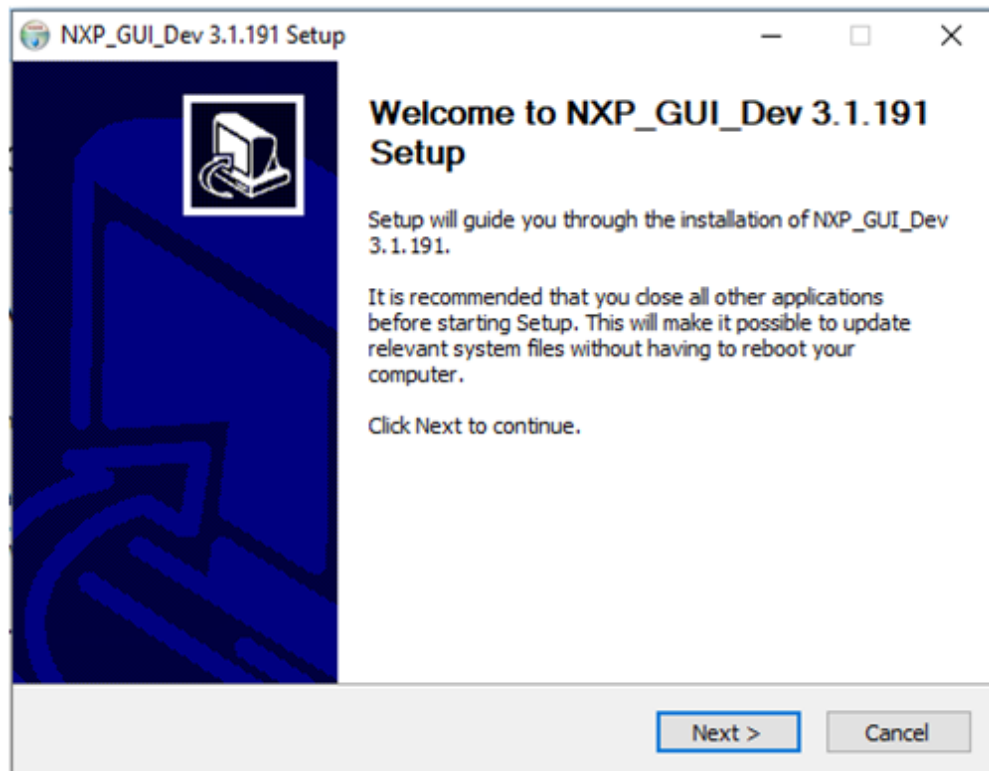 NXP_GUI_Dev 3.1.191 Setup
Welcome to NXP_GUI_Dev 3.1.191
Setup
Setup will guide you through the installation of NXP_GUI_Dev
3.1.191.
It is recommended that you close all other applications
before starting Setup. This will make it possible to update
relevant system files without having to reboot your
computer.
Click Next to continue.
Next >
Cancel